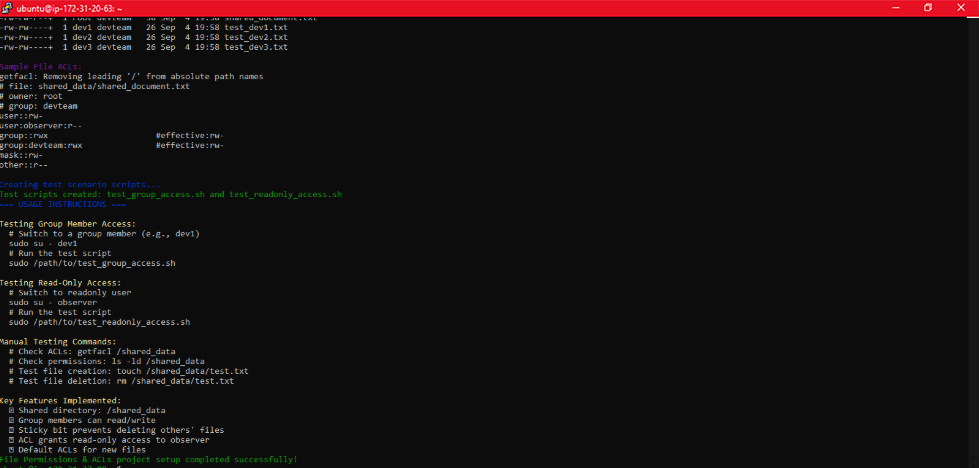 ubuntu@ip-172-31-20-63: ~
-rw-rw----+ 1 root devteam 38 Sep 4 19:58 shared_document.txt
-rw-rw----+ 1 dev1 devteam 26 Sep 4 19:58 test_dev1.txt
-rw-rw----+ 1 dev2 devteam 26 Sep 4 19:58 test_dev2.txt
-rw-rw----+ 1 dev3 devteam 26 Sep 4 19:58 test_dev3.txt
Sample File ACLs:
getfacl: Removing leading '/' from absolute path names
# file: shared_data/shared_document.txt
# owner: root
# group: devteam
user::rw-
user:observer:r--
group::rwx #effective:rw-
group:devteam:rwx #effective:rw-
mask::rw-
other::r--
Creating test scenario scripts...
Test scripts created: test_group_access.sh and test_readonly_access.sh
=== USAGE INSTRUCTIONS ===
Testing Group Member Access:
# Switch to a group member (e.g., dev1)
sudo su - dev1
# Run the test script
sudo /path/to/test_group_access.sh
Testing Read-Only Access:
# Switch to readonly user
sudo su - observer
# Run the test script
sudo /path/to/test_readonly_access.sh
Manual Testing Commands:
# Check ACLs: getfacl /shared_data
# Check permissions: ls -ld /shared_data
# Test file creation: touch /shared_data/test.txt
# Test file deletion: rm /shared_data/test.txt
Key Features Implemented:
Shared directory: /shared_data
Group members can read/write
Sticky bit prevents deleting others' files
ACL grants read-only access to observer
Default ACLs for new files
File Permissions & ACLs project setup completed successfully!